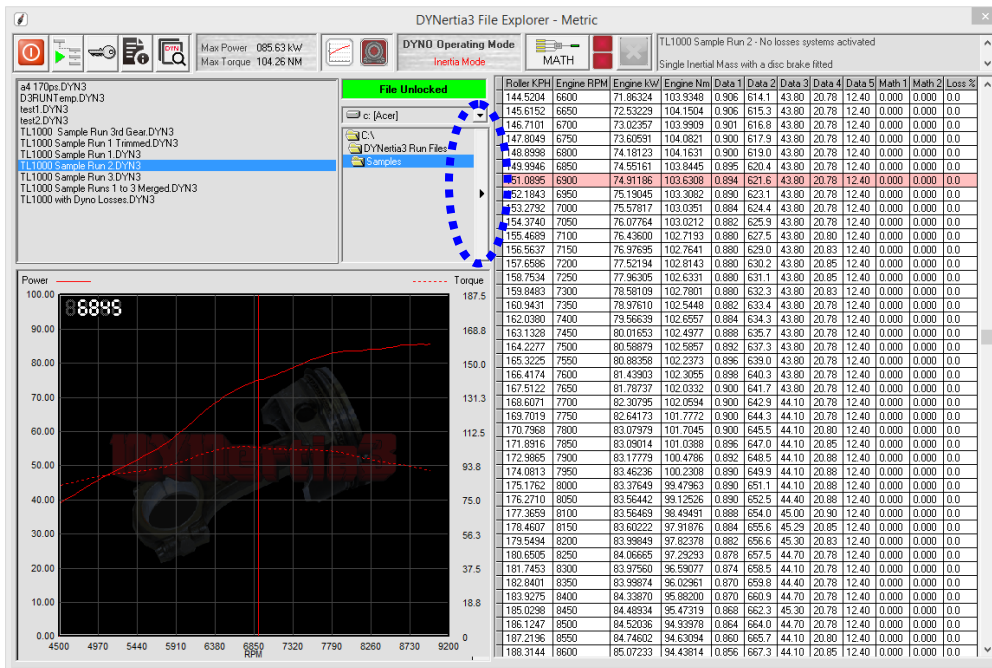 DYNertia3 File Explorer - Metric
Max Power 085.63 kW
Max Torque 104.26 NM
DYNO Operating Mode
Inertia Mode
MATH
TL1000 Sample Run 2 - No losses systems activated
Single Inertial Mass with a disc brake fitted
a4 170ps.DYN3
D3RUNTemp.DYN3
test1.DYN3
test2.DYN3
TL1000 Sample Run 3rd Gear.DYN3
TL1000 Sample Run 1 Trimmed.DYN3
TL1000 Sample Run 1.DYN3
TL1000 Sample Run 2.DYN3
TL1000 Sample Run 3.DYN3
TL1000 Sample Runs 1 to 3 Merged.DYN3
TL1000 with Dyno Losses.DYN3
File Unlocked
c: [Acer]
C:\
DYNertia3 Run Files
Samples
Power
Torque
6845
100.00
90.00
80.00
70.00
60.00
50.00
40.00
30.00
20.00
10.00
0.00
187.5
168.8
150.0
131.3
112.5
93.8
75.0
56.3
37.5
18.8
0
DYNertia3
4500 4970 5440 5910 6380 6850 7320 7790 8260 8730 9200
RPM
Roller KPH Engine RPM Engine kW Engine Nm Data 1 Data 2 Data 3 Data 4 Data 5 Math 1 Math 2 Loss %
144.5204 6600 71.86324 103.9348 0.906 614.1 43.80 20.78 12.40 0.000 0.000 0.0
145.6152 6650 72.53229 104.1504 0.906 615.3 43.80 20.78 12.40 0.000 0.000 0.0
146.7101 6700 73.02357 103.9909 0.901 616.8 43.80 20.78 12.40 0.000 0.000 0.0
147.8049 6750 73.60591 104.0821 0.900 617.9 43.80 20.78 12.40 0.000 0.000 0.0
148.8998 6800 74.18123 104.1631 0.900 619.0 43.80 20.78 12.40 0.000 0.000 0.0
149.9946 6850 74.55161 103.8445 0.895 620.4 43.80 20.78 12.40 0.000 0.000 0.0
151.0895 6900 74.91186 103.6308 0.894 621.6 43.80 20.78 12.40 0.000 0.000 0.0
152.1843 6950 75.19045 103.3082 0.890 623.1 43.80 20.78 12.40 0.000 0.000 0.0
153.2792 7000 75.57817 103.0351 0.884 624.4 43.80 20.78 12.40 0.000 0.000 0.0
154.3740 7050 76.07764 103.0212 0.882 625.9 43.80 20.78 12.40 0.000 0.000 0.0
155.4689 7100 76.43600 102.7193 0.880 627.5 43.80 20.80 12.40 0.000 0.000 0.0
156.5637 7150 76.97695 102.7641 0.880 629.0 43.80 20.83 12.40 0.000 0.000 0.0
157.6586 7200 77.52194 102.8143 0.880 630.2 43.80 20.85 12.40 0.000 0.000 0.0
158.7534 7250 77.96305 102.6331 0.880 631.1 43.80 20.85 12.40 0.000 0.000 0.0
159.8483 7300 78.58109 102.7801 0.880 632.3 43.80 20.83 12.40 0.000 0.000 0.0
160.9431 7350 78.97610 102.5448 0.882 633.4 43.80 20.78 12.40 0.000 0.000 0.0
162.0380 7400 79.56639 102.6557 0.884 634.3 43.80 20.78 12.40 0.000 0.000 0.0
163.1328 7450 80.01653 102.4977 0.888 635.7 43.80 20.78 12.40 0.000 0.000 0.0
164.2277 7500 80.58879 102.5857 0.892 637.3 43.80 20.78 12.40 0.000 0.000 0.0
165.3225 7550 80.88358 102.2373 0.896 639.0 43.80 20.78 12.40 0.000 0.000 0.0
166.4174 7600 81.43903 102.3055 0.898 640.3 43.80 20.78 12.40 0.000 0.000 0.0
167.5122 7650 81.78737 102.0332 0.900 641.7 43.80 20.78 12.40 0.000 0.000 0.0
168.6071 7700 82.30795 102.0594 0.900 642.9 44.10 20.78 12.40 0.000 0.000 0.0
169.7019 7750 82.64173 101.7772 0.900 644.3 44.10 20.78 12.40 0.000 0.000 0.0
170.7968 7800 83.07979 101.7045 0.900 645.5 44.10 20.80 12.40 0.000 0.000 0.0
171.8916 7850 83.09014 101.0388 0.896 647.0 44.10 20.85 12.40 0.000 0.000 0.0
172.9865 7900 83.17779 100.4786 0.892 648.5 44.10 20.88 12.40 0.000 0.000 0.0
174.0813 7950 83.46236 100.2308 0.890 649.9 44.10 20.88 12.40 0.000 0.000 0.0
175.1762 8000 83.37649 99.47963 0.890 651.1 44.10 20.88 12.40 0.000 0.000 0.0
176.2710 8050 83.56442 99.12526 0.890 652.5 44.40 20.88 12.40 0.000 0.000 0.0
177.3659 8100 83.56469 98.49491 0.888 654.0 45.00 20.90 12.40 0.000 0.000 0.0
178.4607 8150 83.60222 97.91876 0.884 655.6 45.29 20.85 12.40 0.000 0.000 0.0
179.5494 8200 83.99849 97.82378 0.882 656.6 45.30 20.83 12.40 0.000 0.000 0.0
180.6505 8250 84.06665 97.29293 0.878 657.5 44.70 20.78 12.40 0.000 0.000 0.0
181.7453 8300 83.97560 96.59077 0.874 658.5 44.10 20.78 12.40 0.000 0.000 0.0
182.8401 8350 83.99874 96.02961 0.870 659.8 44.40 20.78 12.40 0.000 0.000 0.0
183.9275 8400 84.33870 95.88200 0.870 660.9 44.70 20.78 12.40 0.000 0.000 0.0
185.0298 8450 84.48934 95.47319 0.868 662.3 45.30 20.78 12.40 0.000 0.000 0.0
186.1247 8500 84.52036 94.93978 0.864 664.0 44.70 20.78 12.40 0.000 0.000 0.0
187.2196 8550 84.74602 94.63094 0.860 665.7 44.10 20.80 12.40 0.000 0.000 0.0
188.3144 8600 85.07233 94.43814 0.856 667.3 44.10 20.85 12.40 0.000 0.000 0.0